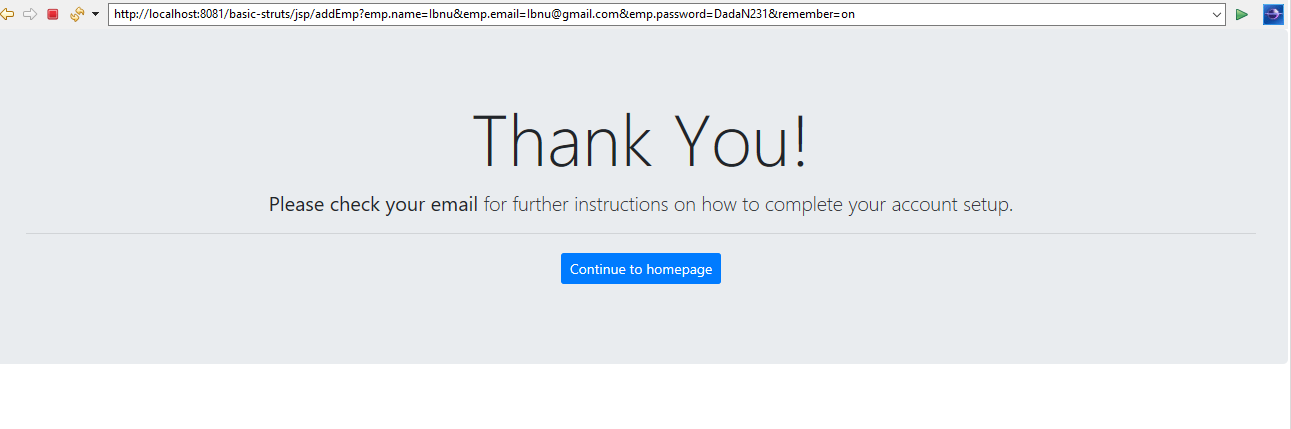 http://localhost:8081/basic-struts/jsp/addEmp?emp.name=Ibnu&emp.email=Ibnu@gmail.com&emp.password=DadaN231&remember=on
Thank You!
Please check your email for further instructions on how to complete your account setup.
Continue to homepage